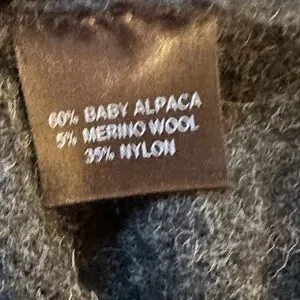 60% BABY ALPACA
5% MERINO WOOL
35% NYLON